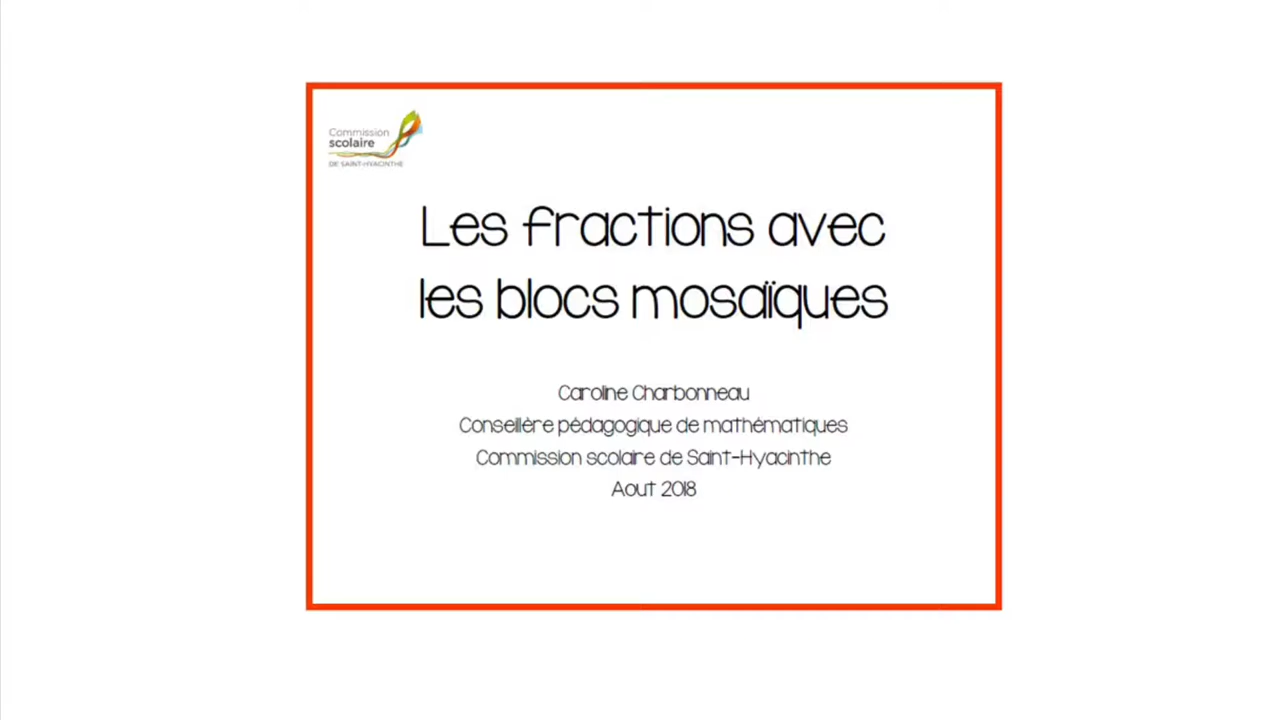 Commission
scolaire
DE SAINT-HYACINTHE
Les fractions avec
les blocs mosaïques
Caroline Charbonneau
Conseillère pédagogique de mathématiques
Commission scolaire de Saint-Hyacinthe
Aout 2018